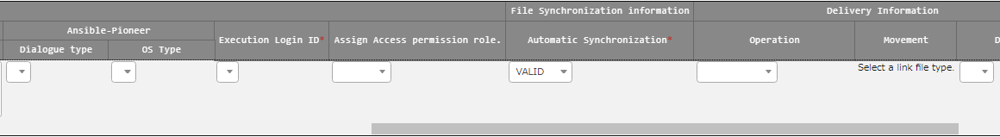 File Synchronization information Delivery Information
Ansible-Pioneer
Execution Login ID* Assign Access permission role. Automatic Synchronization* Operation Movement D
Dialogue type OS Type
VALID Select a link file type.